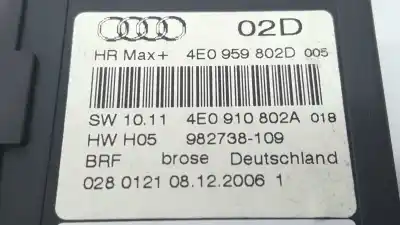 02D
HR Max+ 4E0 959 802D 005
SW 10.11 4E0 910 802A 018
HW H05 982738-109
BRF brose Deutschland
028 0121 08.12.2006 1